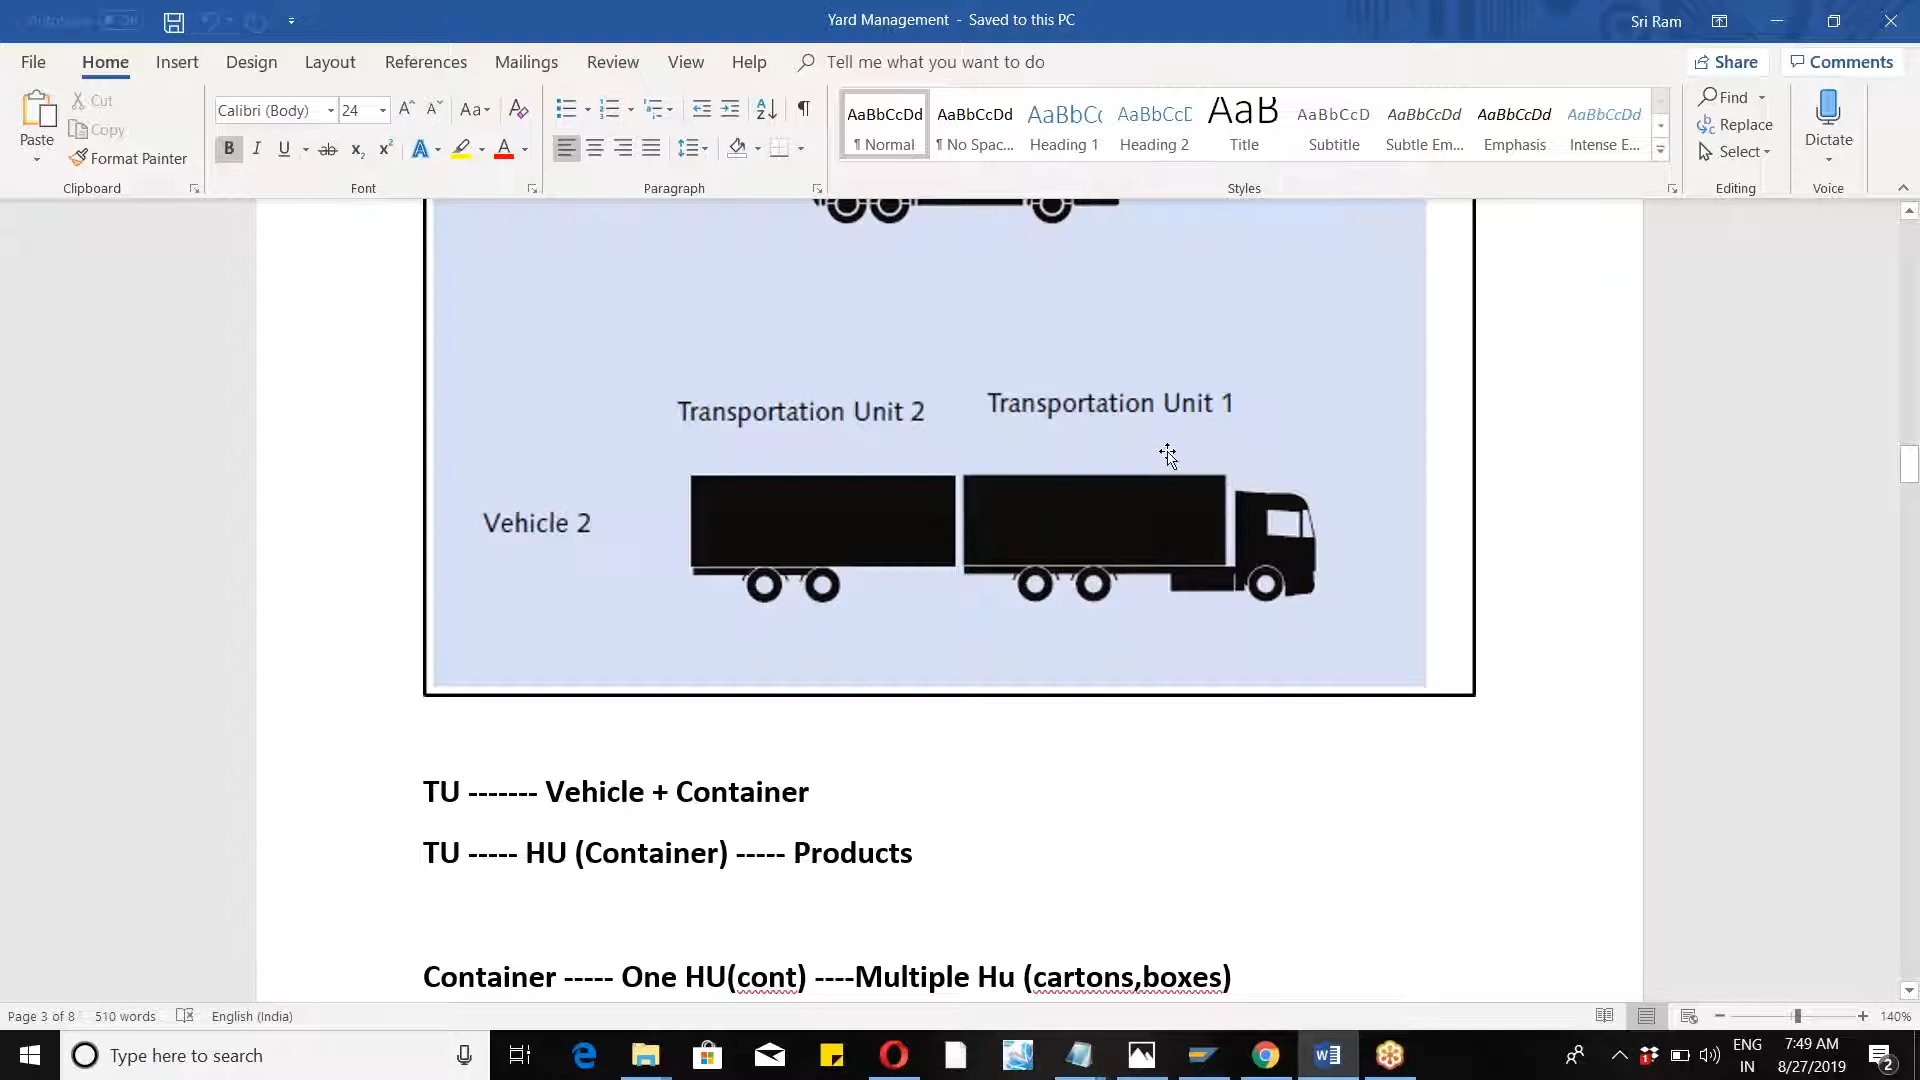 Yard Management - Saved to this PC
Sri Ram
File Home Insert Design Layout References Mailings Review View Help Tell me what you want to do
Share Comments
Paste
Cut
Copy
Format Painter
Clipboard
Calibri (Body) 24
Font
Paragraph
AaBbCcDd AaBbCcDd AaBbCc AaBbCcE AaB AaBbCcD AaBbCcDd AaBbCcDd AaBbCcDd
¶ Normal ¶ No Spac... Heading 1 Heading 2 Title Subtitle Subtle Em... Emphasis Intense E...
Styles
Find
Replace
Select
Editing
Dictate
Voice
Transportation Unit 2
Transportation Unit 1
Vehicle 2
TU ------- Vehicle + Container
TU ----- HU (Container) ----- Products
Container ----- One HU(cont) ----Multiple Hu (cartons,boxes)
Page 3 of 8 510 words English (India)
140%
Type here to search
ENG
IN
7:49 AM
8/27/2019
2